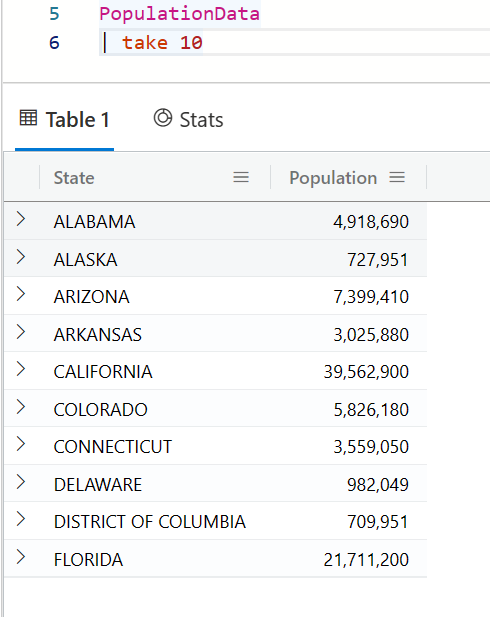 5 PopulationData
6 | take 10
Table 1 Stats
State Population
ALABAMA 4,918,690
ALASKA 727,951
ARIZONA 7,399,410
ARKANSAS 3,025,880
CALIFORNIA 39,562,900
COLORADO 5,826,180
CONNECTICUT 3,559,050
DELAWARE 982,049
DISTRICT OF COLUMBIA 709,951
FLORIDA 21,711,200